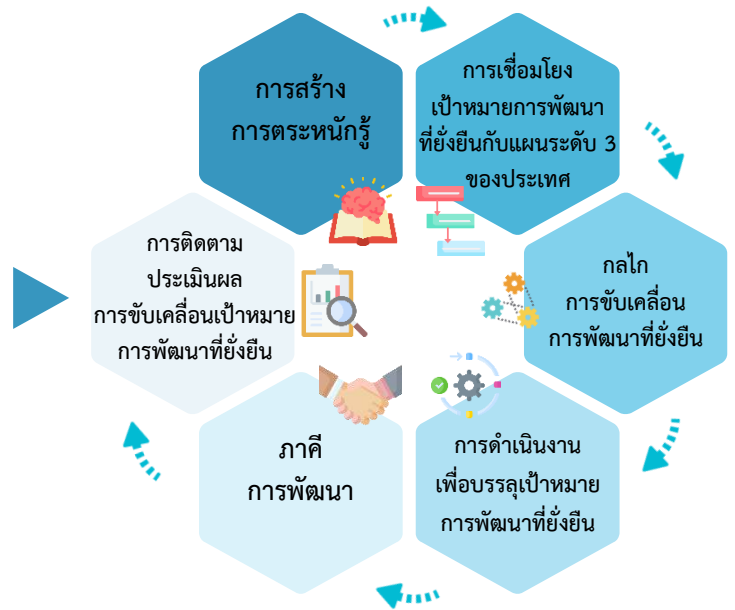 การสร้าง
การตระหนักรู้
การเชื่อมโยง
เป้าหมายการพัฒนา
ที่ยั่งยืนกับแผนระดับ 3
ของประเทศ
กลไก
การขับเคลื่อน
การพัฒนาที่ยั่งยืน
การดำเนินงาน
เพื่อบรรลุเป้าหมาย
การพัฒนาที่ยั่งยืน
ภาคี
การพัฒนา
การติดตาม
ประเมินผล
การขับเคลื่อนเป้าหมาย
การพัฒนาที่ยั่งยืน